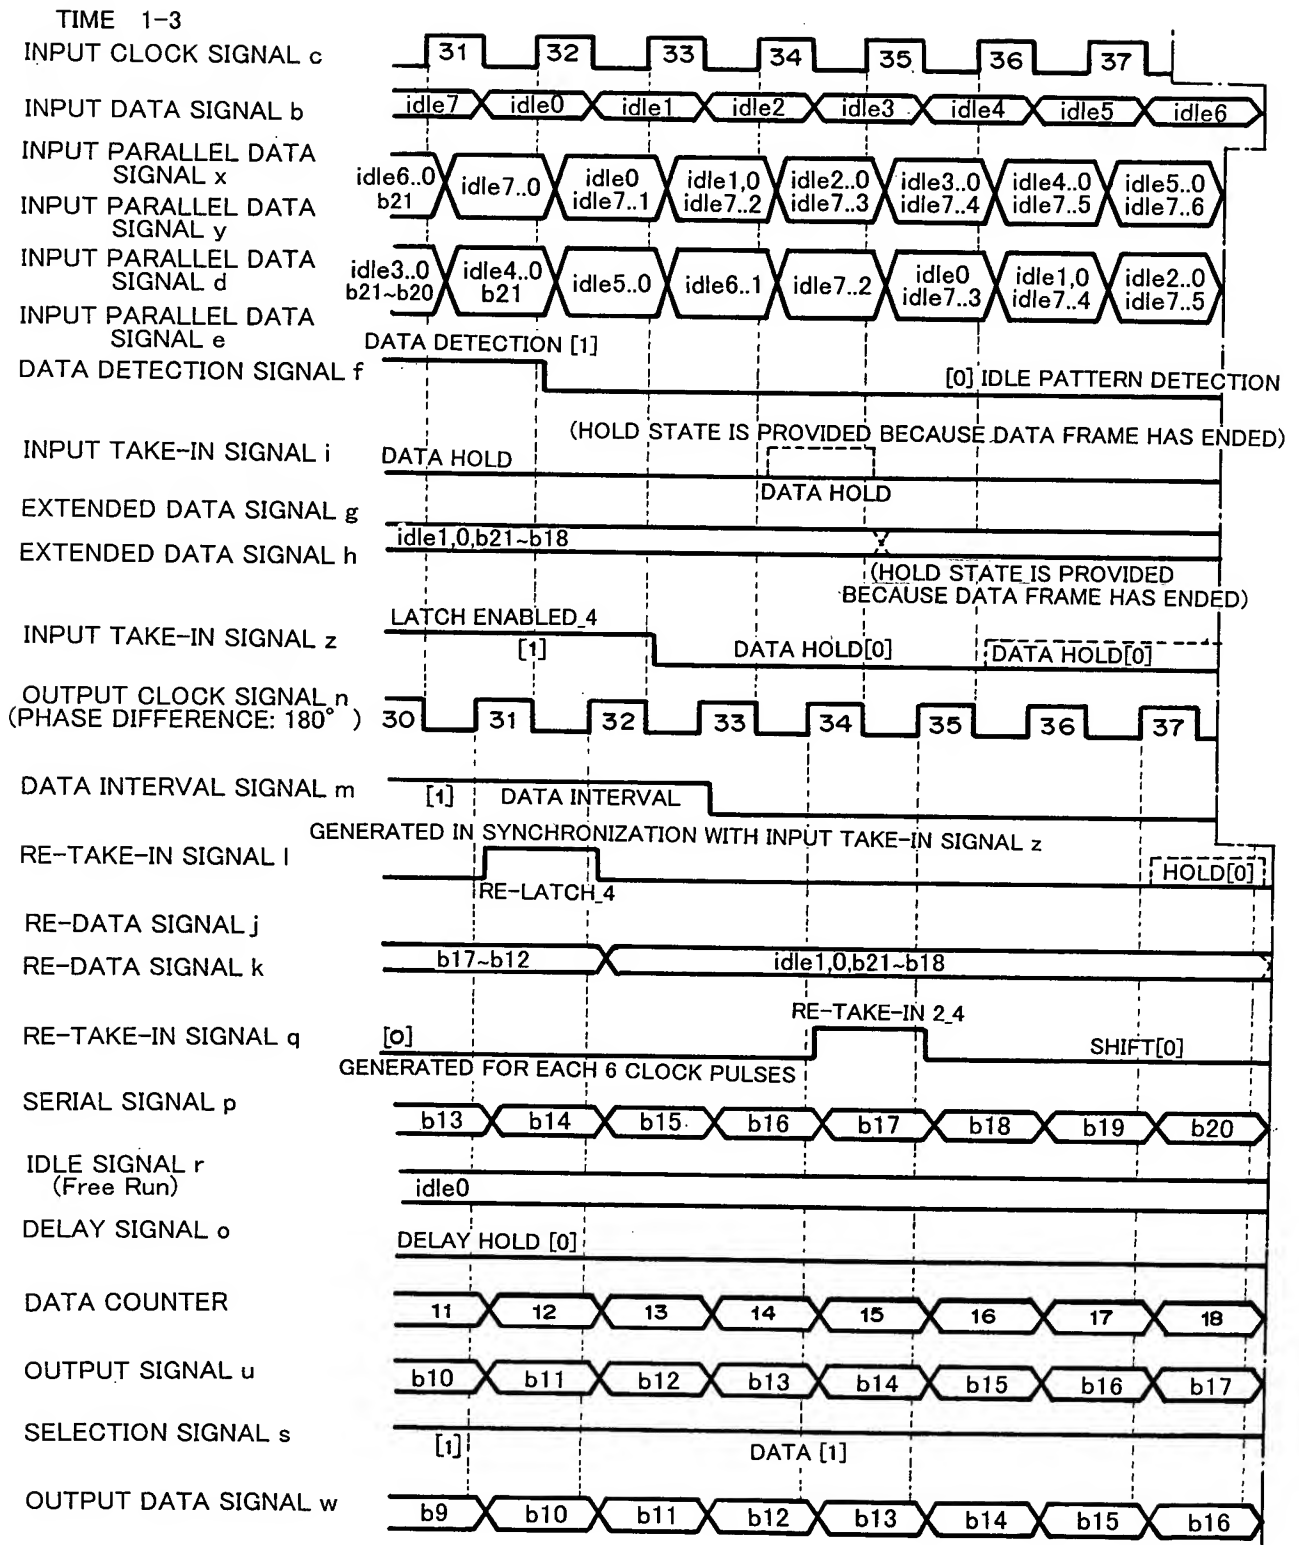 TIME 1-3
INPUT CLOCK SIGNAL c
31 32 33 34 35 36 37
INPUT DATA SIGNAL b
idle7 idle0 idle1 idle2 idle3 idle4 idle5 idle6
INPUT PARALLEL DATA
SIGNAL x
INPUT PARALLEL DATA
SIGNAL y
idle6..0 idle7..0 idle0 idle1,0 idle2..0 idle3..0 idle4..0 idle5..0
b21 idle7..1 idle7..2 idle7..3 idle7..4 idle7..5 idle7..6
INPUT PARALLEL DATA
SIGNAL d
INPUT PARALLEL DATA
SIGNAL e
idle3..0 idle4..0 idle5..0 idle6..1 idle7..2 idle0 idle1,0 idle2..0
b21~b20 b21 idle7..3 idle7..4 idle7..5
DATA DETECTION [1]
DATA DETECTION SIGNAL f
[0] IDLE PATTERN DETECTION
(HOLD STATE IS PROVIDED BECAUSE DATA FRAME HAS ENDED)
INPUT TAKE-IN SIGNAL i
DATA HOLD
DATA HOLD
EXTENDED DATA SIGNAL g
idle1,0,b21~b18
EXTENDED DATA SIGNAL h
(HOLD STATE IS PROVIDED
BECAUSE DATA FRAME HAS ENDED)
LATCH ENABLED_4
INPUT TAKE-IN SIGNAL z
[1] DATA HOLD[0] DATA HOLD[0]
OUTPUT CLOCK SIGNAL n
(PHASE DIFFERENCE: 180° )
30 31 32 33 34 35 36 37
DATA INTERVAL SIGNAL m
[1] DATA INTERVAL
GENERATED IN SYNCHRONIZATION WITH INPUT TAKE-IN SIGNAL z
RE-TAKE-IN SIGNAL l
HOLD[0]
RE-LATCH_4
RE-DATA SIGNAL j
RE-DATA SIGNAL k
b17~b12 idle1,0,b21~b18
RE-TAKE-IN 2_4
RE-TAKE-IN SIGNAL q
[0] SHIFT[0]
GENERATED FOR EACH 6 CLOCK PULSES
SERIAL SIGNAL p
b13 b14 b15 b16 b17 b18 b19 b20
IDLE SIGNAL r
(Free Run)
idle0
DELAY SIGNAL o
DELAY HOLD [0]
DATA COUNTER
11 12 13 14 15 16 17 18
OUTPUT SIGNAL u
b10 b11 b12 b13 b14 b15 b16 b17
SELECTION SIGNAL s
[1] DATA [1]
OUTPUT DATA SIGNAL w
b9 b10 b11 b12 b13 b14 b15 b16